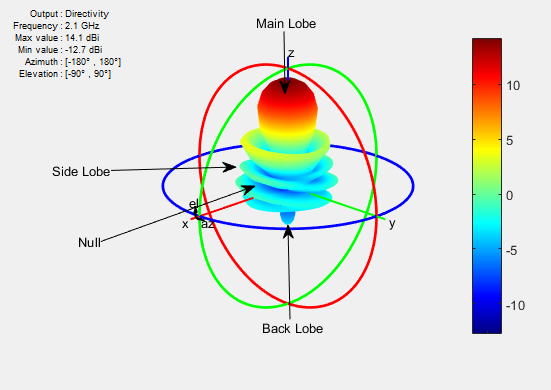 Output : Directivity
Frequency : 2.1 GHz
Max value : 14.1 dBi
Min value : -12.7 dBi
Azimuth : [-180° , 180°]
Elevation : [-90° , 90°]
Main Lobe
z
10
5
Side Lobe
0
el
x
az
y
Null
-5
-10
Back Lobe